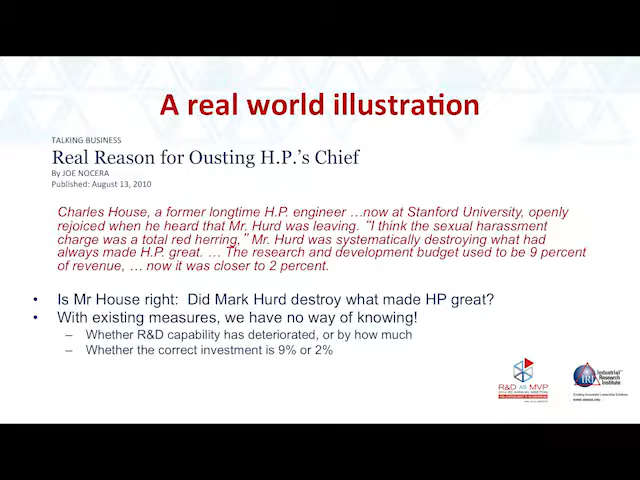 A real world illustration
TALKING BUSINESS
Real Reason for Ousting H.P.’s Chief
By JOE NOCERA
Published: August 13, 2010
Charles House, a former longtime H.P. engineer …now at Stanford University, openly
rejoiced when he heard that Mr. Hurd was leaving. “I think the sexual harassment
charge was a total red herring,” Mr. Hurd was systematically destroying what had
always made H.P. great. … The research and development budget used to be 9 percent
of revenue, … now it was closer to 2 percent.
• Is Mr House right: Did Mark Hurd destroy what made HP great?
• With existing measures, we have no way of knowing!
– Whether R&D capability has deteriorated, or by how much
– Whether the correct investment is 9% or 2%
R&D AS MVP
IRI
Industrial
Research
Institute